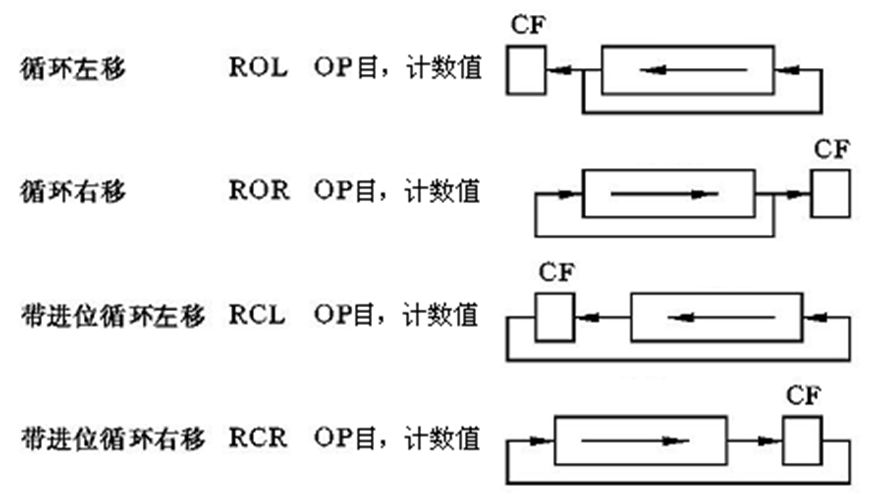 CF
循环左移 ROL OP目，计数值
CF
循环右移 ROR OP目，计数值
CF
带进位循环左移 RCL OP目，计数值
CF
带进位循环右移 RCR OP目，计数值